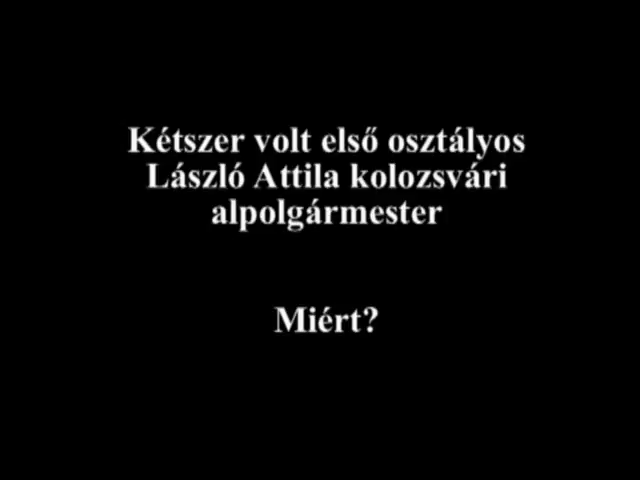 Kétszer volt első osztályos
László Attila kolozsvári
alpolgármester
Miért?